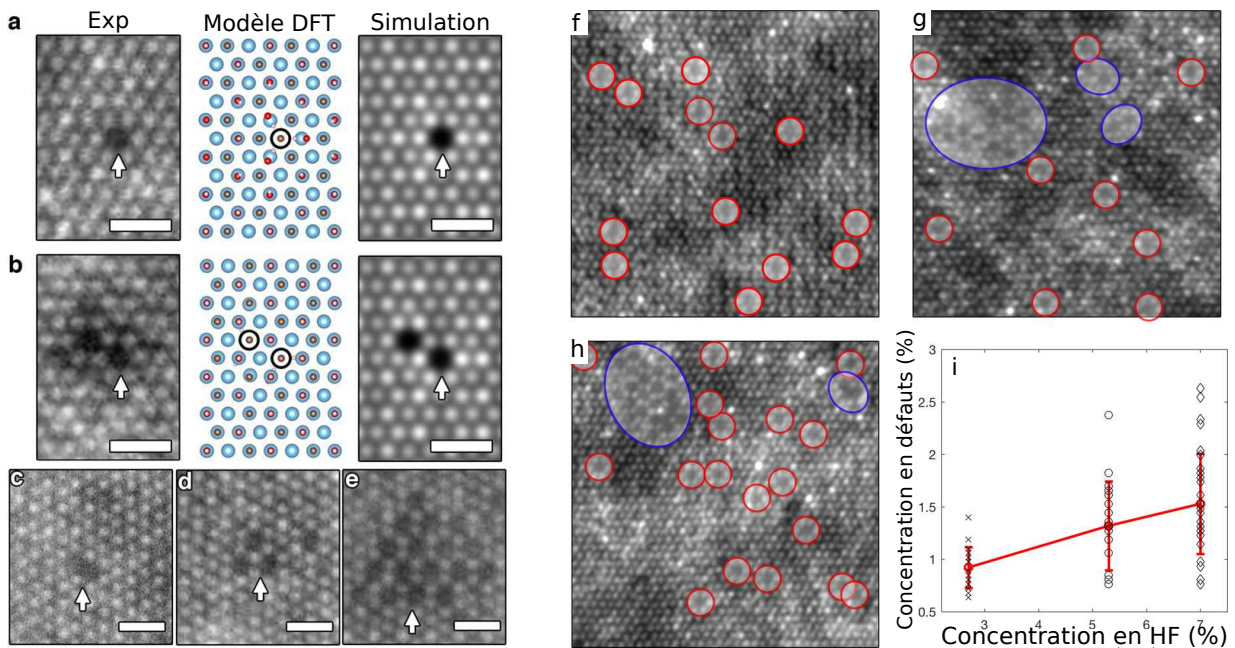 Exp
Modèle DFT
Simulation
a
b
c
d
e
f
g
h
i
Concentration en défauts (%)
3
2.5
2
1.5
1
0.5
3
4
5
6
7
Concentration en HF (%)